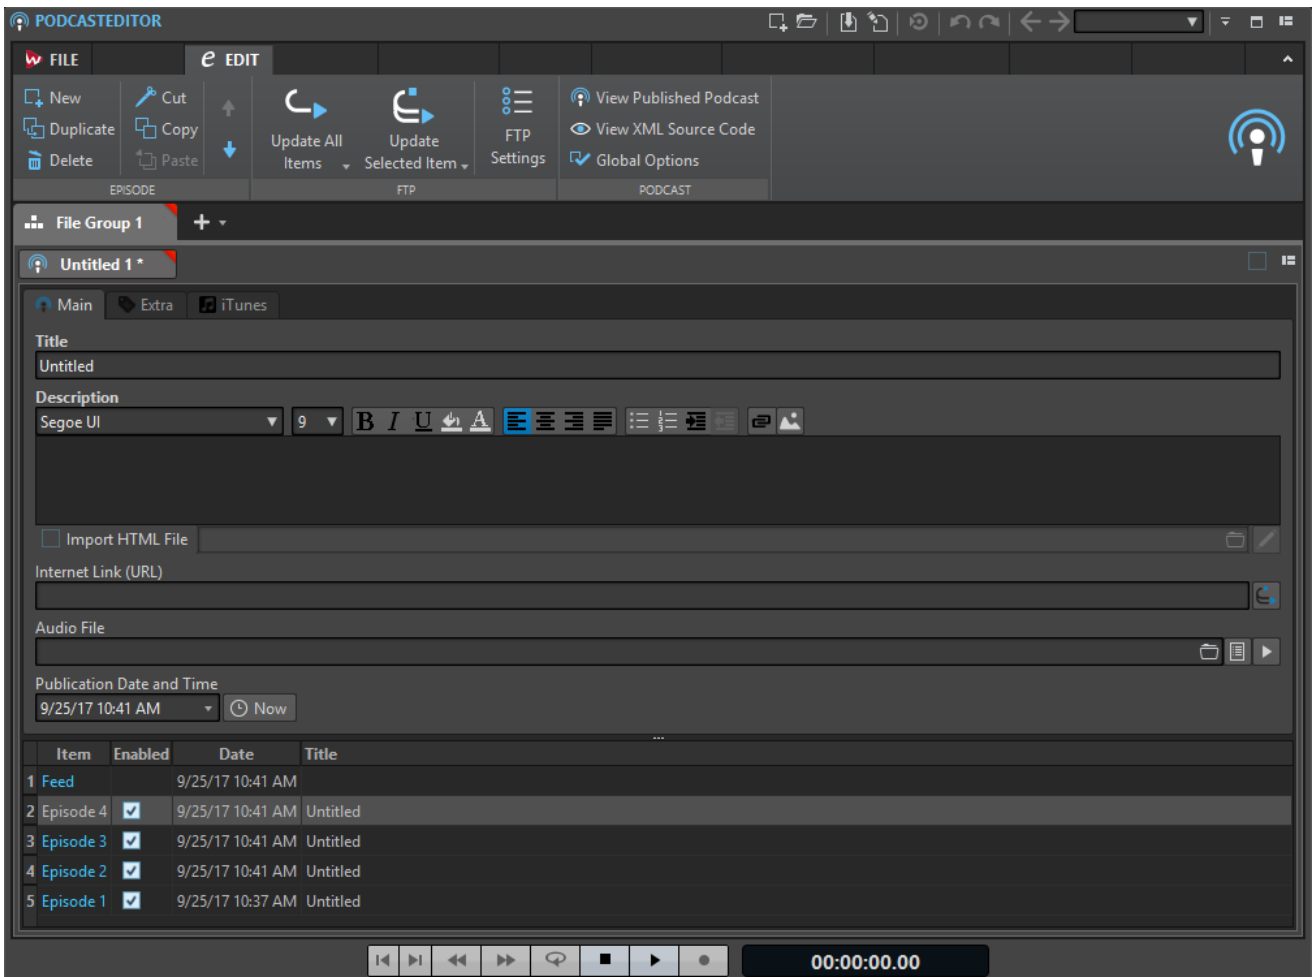 PODCASTEDITOR
FILE
EDIT
New
Cut
Duplicate
Copy
Delete
Paste
EPISODE
Update All
Items
Update
Selected Item
FTP
Settings
FTP
View Published Podcast
View XML Source Code
Global Options
PODCAST
File Group 1
Untitled 1 *
Main
Extra
iTunes
Title
Untitled
Description
Segoe UI
9
B I U A
Import HTML File
Internet Link (URL)
Audio File
Publication Date and Time
9/25/17 10:41 AM
Now
Item Enabled Date Title
1 Feed 9/25/17 10:41 AM
2 Episode 4 9/25/17 10:41 AM Untitled
3 Episode 3 9/25/17 10:41 AM Untitled
4 Episode 2 9/25/17 10:41 AM Untitled
5 Episode 1 9/25/17 10:37 AM Untitled
00:00:00.00